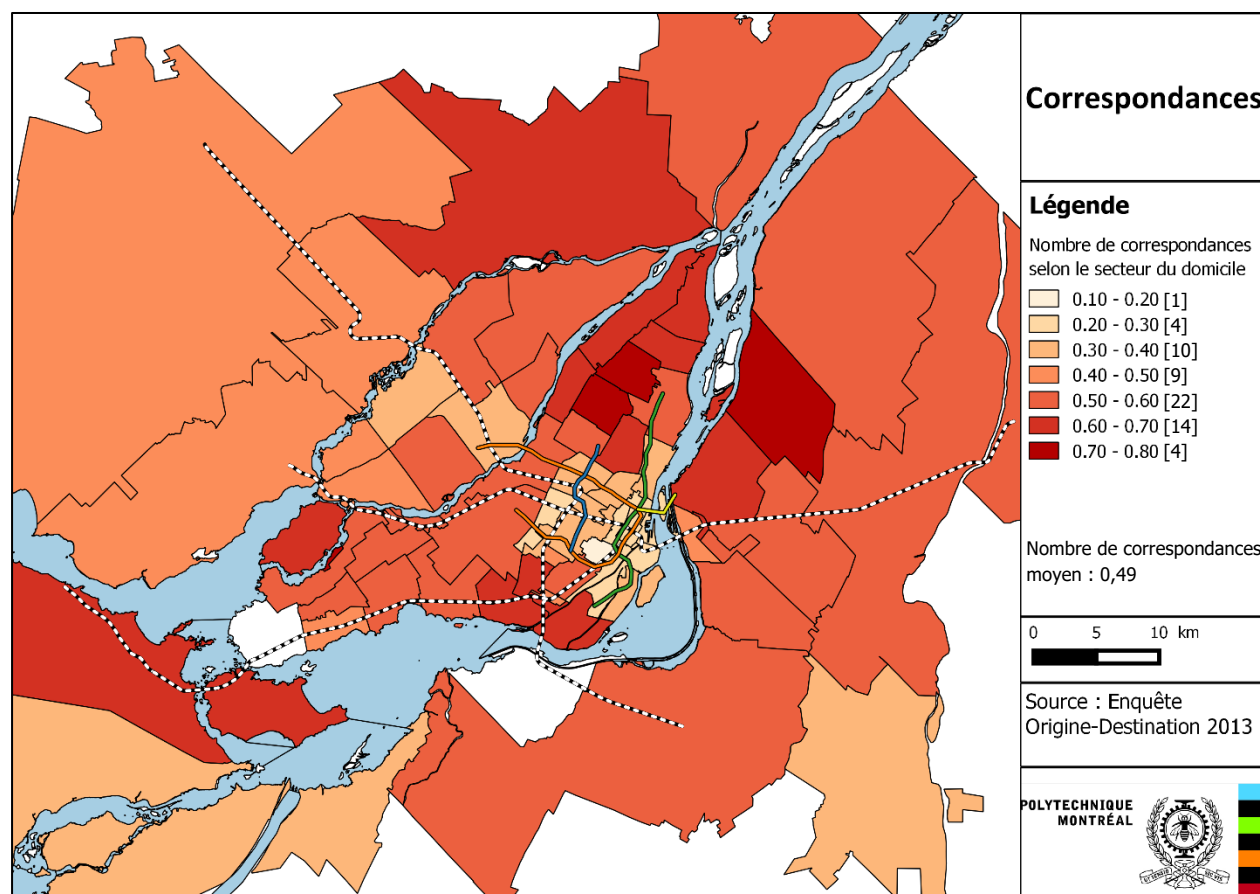 Correspondances
Légende
Nombre de correspondances
selon le secteur du domicile
0.10 - 0.20 [1]
0.20 - 0.30 [4]
0.30 - 0.40 [10]
0.40 - 0.50 [9]
0.50 - 0.60 [22]
0.60 - 0.70 [14]
0.70 - 0.80 [4]
Nombre de correspondances
moyen : 0,49
0 5 10 km
Source : Enquête
Origine-Destination 2013
POLYTECHNIQUE
MONTRÉAL